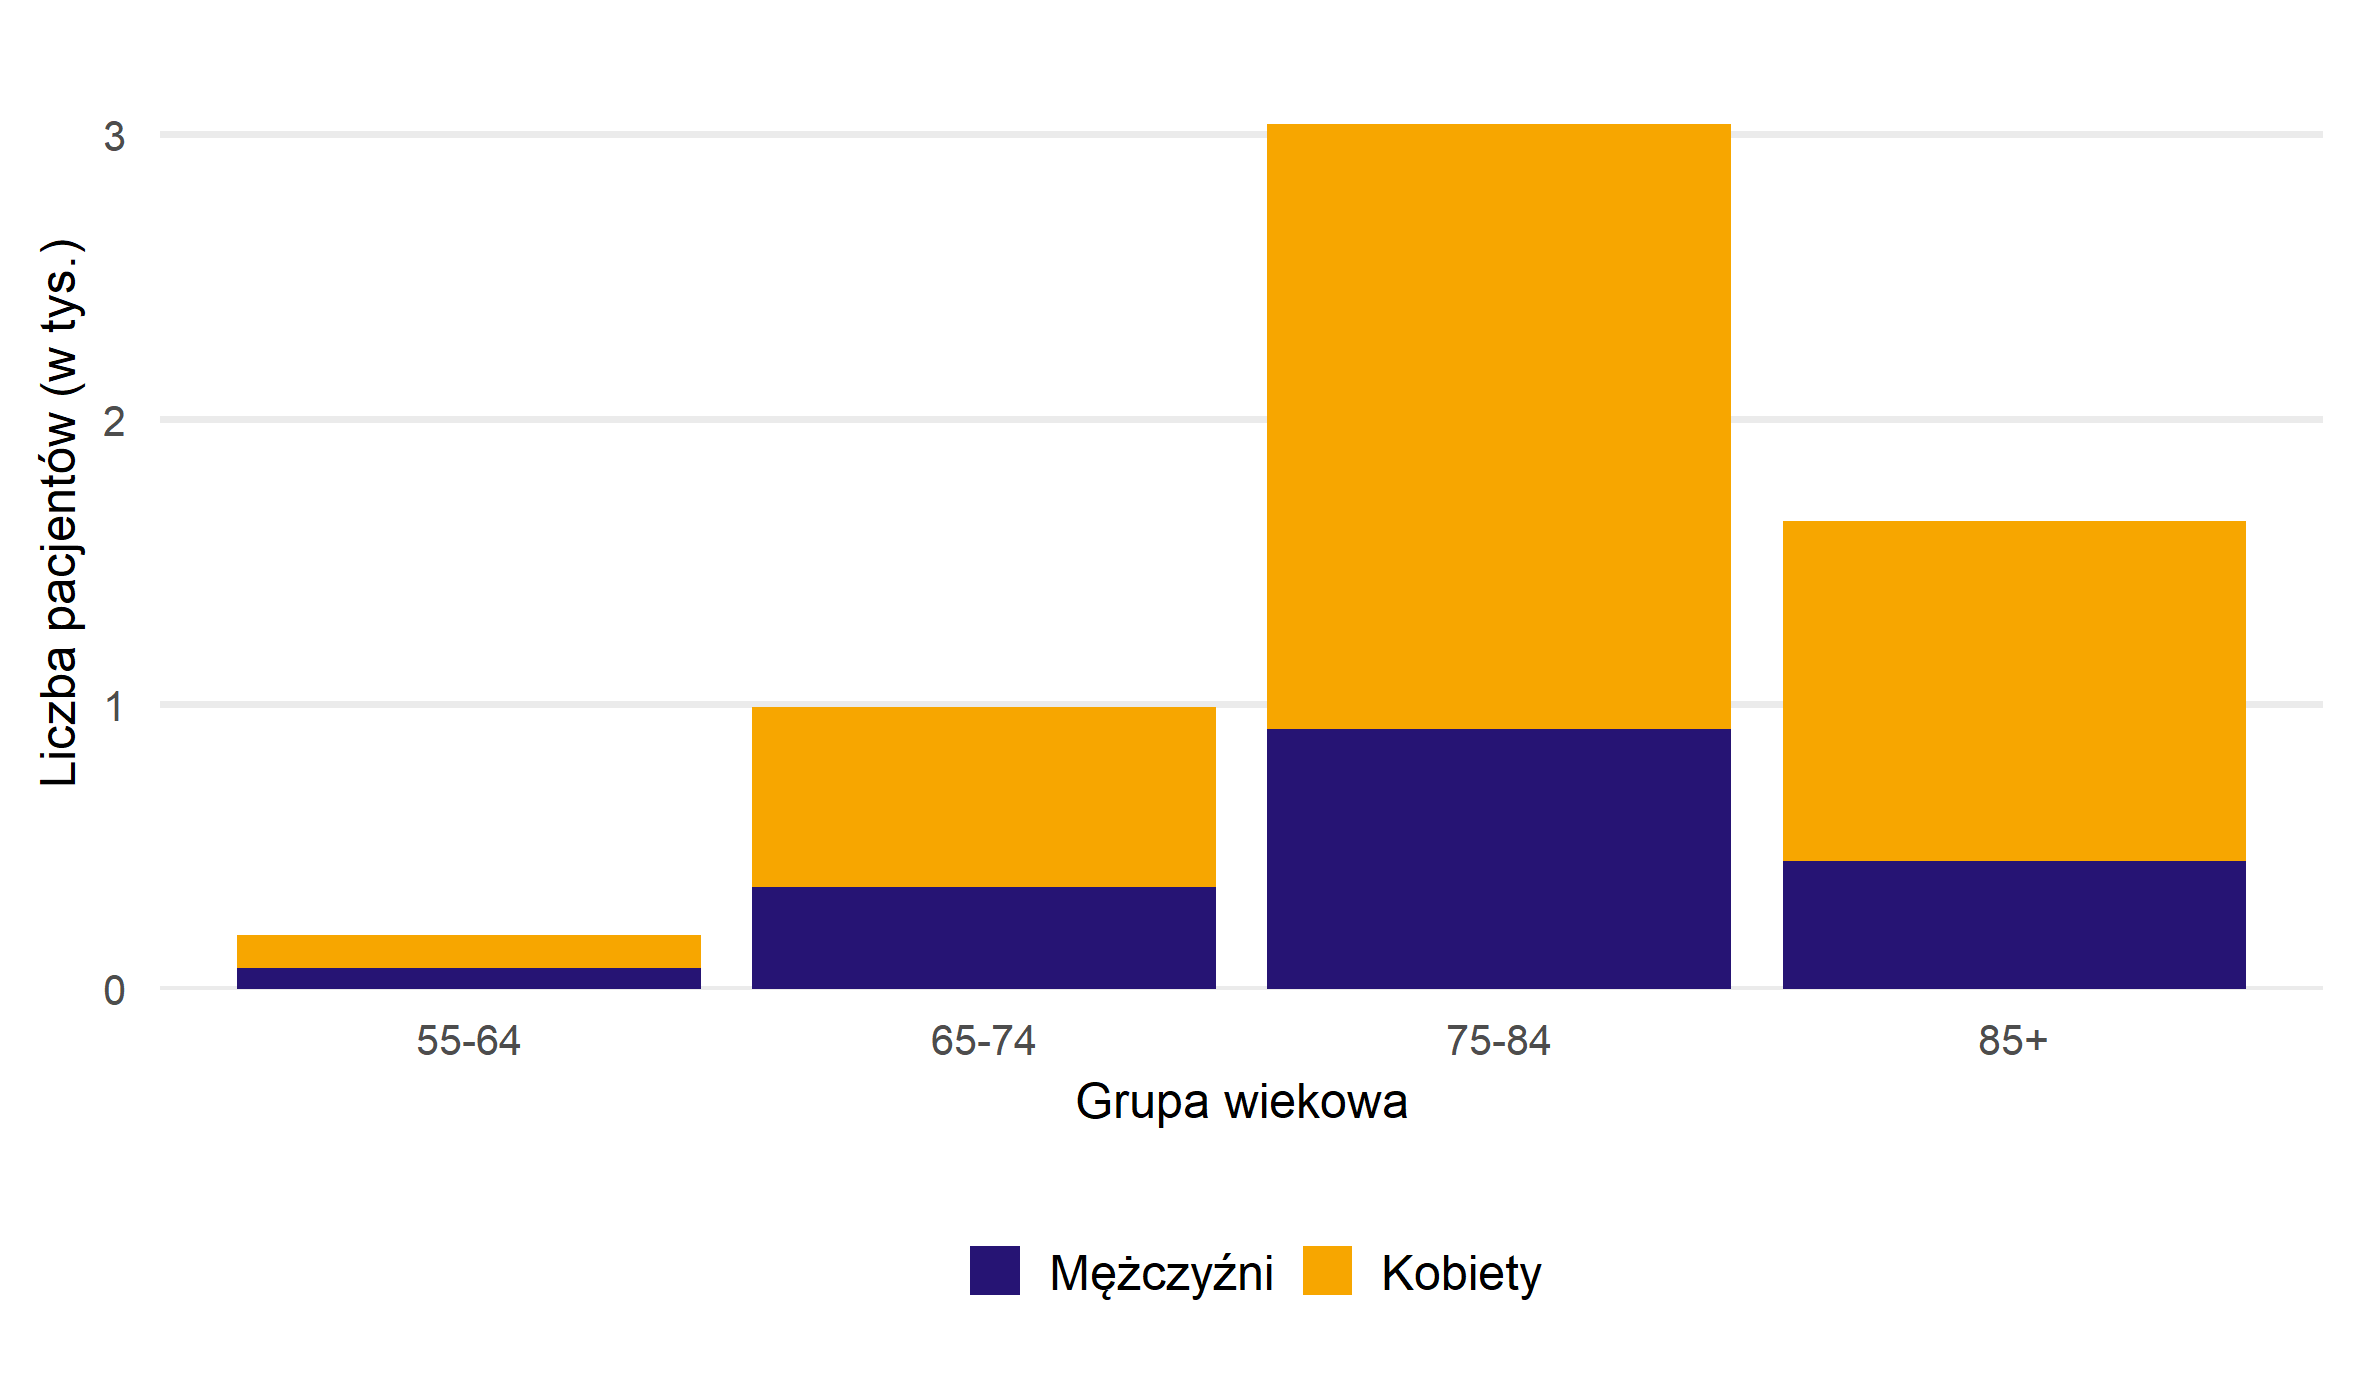 Liczba pacjentów (w tys.)
3
2
1
0
55-64 65-74 75-84 85+
Grupa wiekowa
Mężczyźni Kobiety